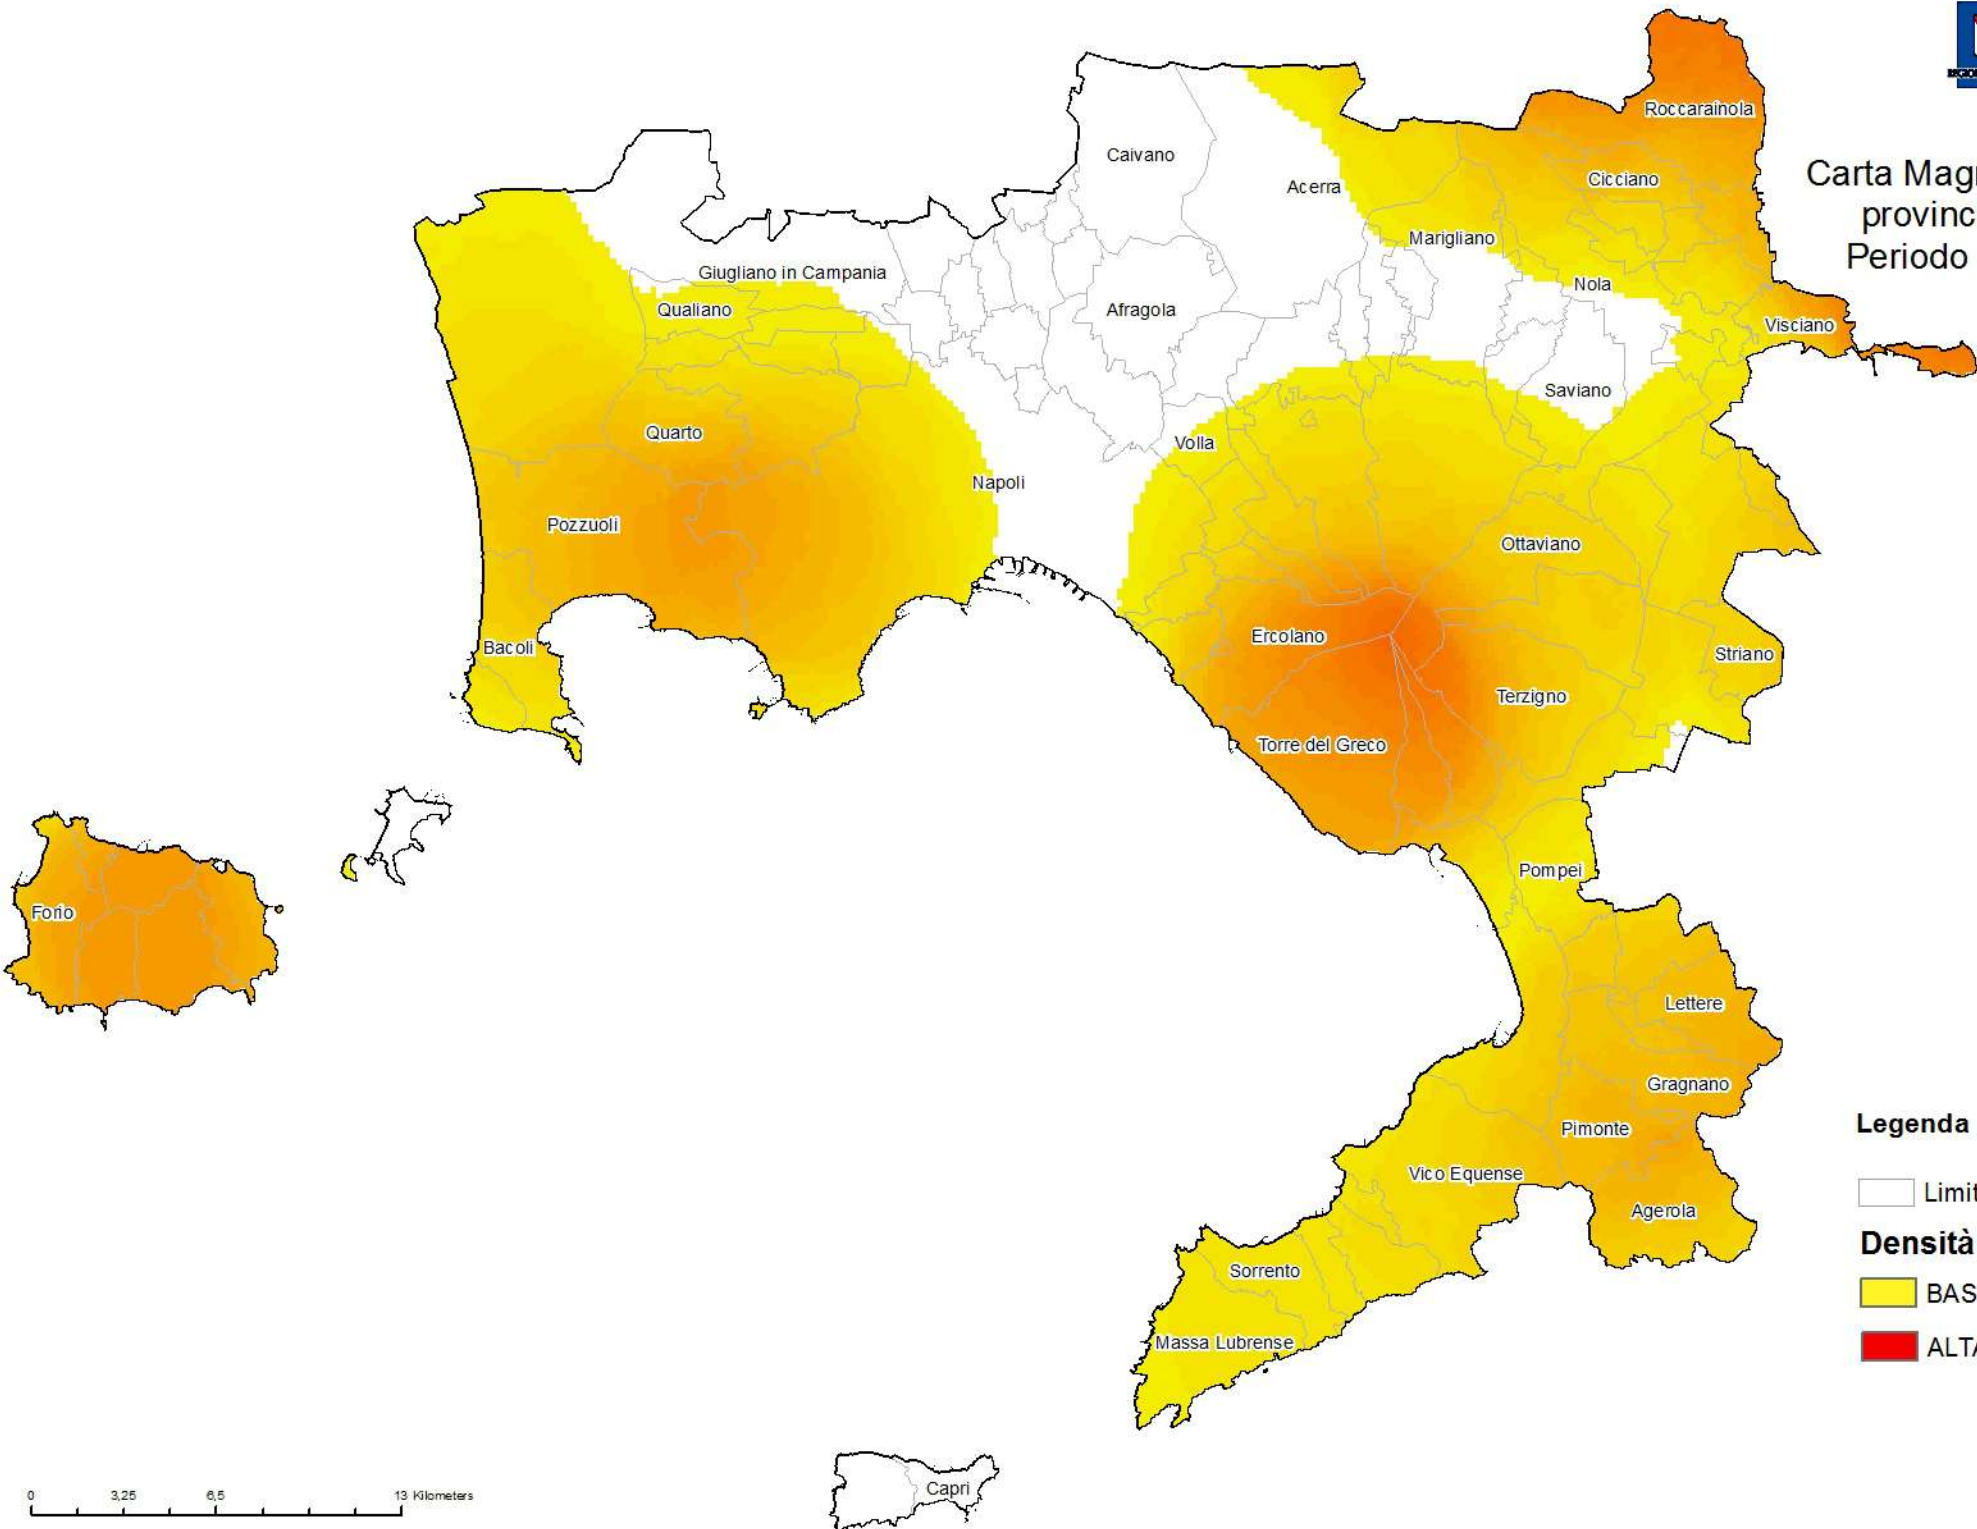 Roccarainola
Caivano
Carta Mag
provinc
Periodo
Cicciano
Acerra
Marigliano
Giugliano in Campania
Nola
Qualiano
Afragola
Visciano
Saviano
Quarto
Volla
Napoli
Pozzuoli
Ottaviano
Ercolano
Bacoli
Striano
Terzigno
Torre del Greco
Pompei
Forio
Lettere
Gragnano
Legenda
Pimonte
Vico Equense
Limit
Agerola
Densità
Sorrento
BAS
Massa Lubrense
ALTA
Capri
0 3,25 6,5 13 Kilometers